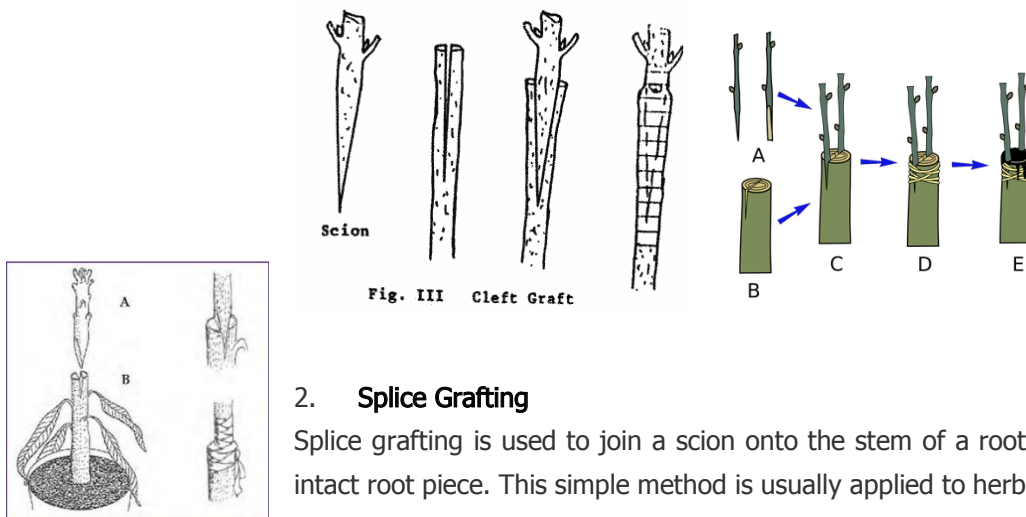 Scion
Fig. III Cleft Graft
A
B
C
D
E
A
B
2. Splice Grafting
Splice grafting is used to join a scion onto the stem of a root
intact root piece. This simple method is usually applied to herb